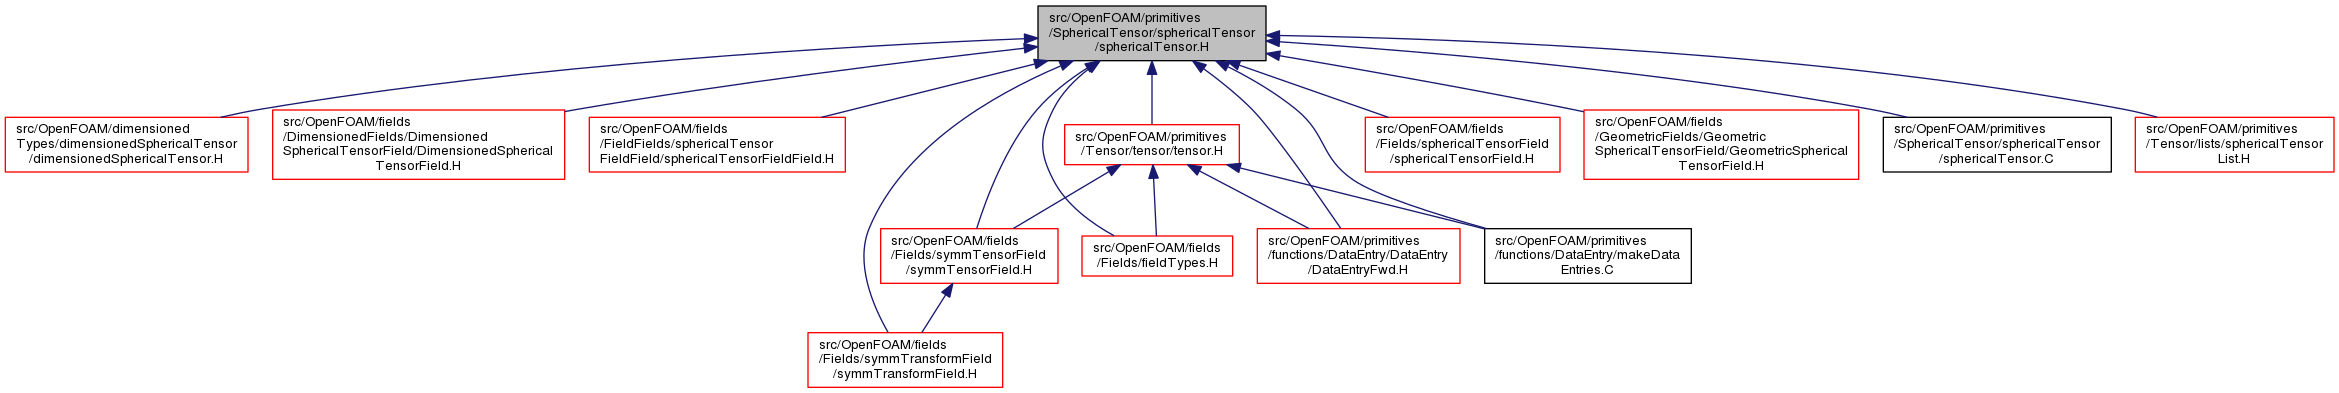 src/OpenFOAM/primitives
/SphericalTensor/sphericalTensor
/sphericalTensor.H
src/OpenFOAM/dimensioned
Types/dimensionedSphericalTensor
/dimensionedSphericalTensor.H
src/OpenFOAM/fields
/DimensionedFields/Dimensioned
SphericalTensorField/DimensionedSpherical
TensorField.H
src/OpenFOAM/fields
/FieldFields/sphericalTensor
FieldField/sphericalTensorFieldField.H
src/OpenFOAM/primitives
/Tensor/tensor/tensor.H
src/OpenFOAM/fields
/Fields/sphericalTensorField
/sphericalTensorField.H
src/OpenFOAM/fields
/GeometricFields/Geometric
SphericalTensorField/GeometricSpherical
TensorField.H
src/OpenFOAM/primitives
/SphericalTensor/sphericalTensor
/sphericalTensor.C
src/OpenFOAM/primitives
/Tensor/lists/sphericalTensor
List.H
src/OpenFOAM/fields
/Fields/symmTensorField
/symmTensorField.H
src/OpenFOAM/fields
/Fields/fieldTypes.H
src/OpenFOAM/primitives
/functions/DataEntry/DataEntry
/DataEntryFwd.H
src/OpenFOAM/primitives
/functions/DataEntry/makeData
Entries.C
src/OpenFOAM/fields
/Fields/symmTransformField
/symmTransformField.H